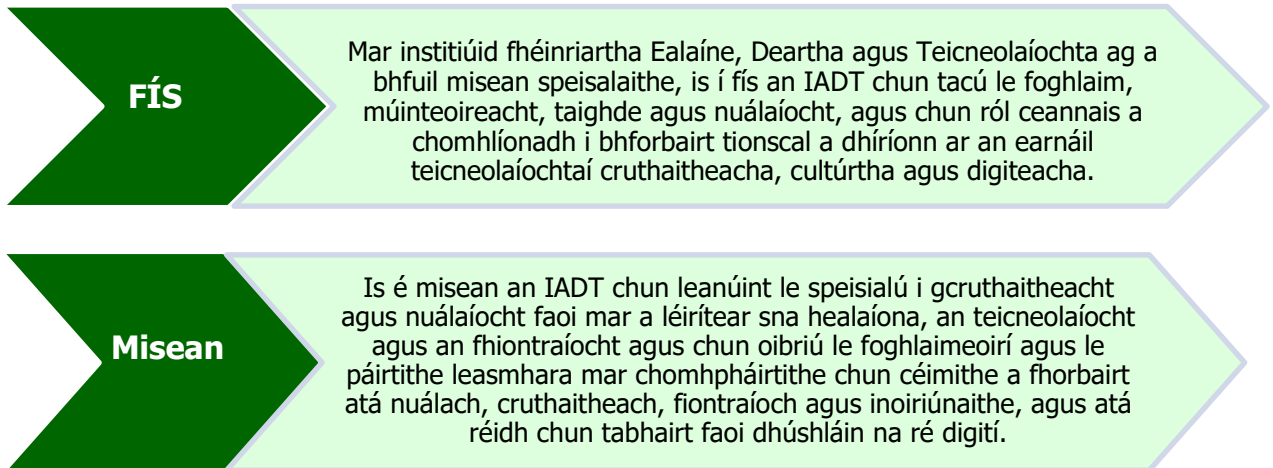 FÍS
Mar institiúid fhéinriartha Ealaíne, Deartha agus Teicneolaíochta ag a
bhfuil misean speisalaithe, is í fís an IADT chun tacú le foghlaim,
múinteoireacht, taighde agus nuálaíocht, agus chun ról ceannais a
chomhlíonadh i bhforbairt tionscal a dhíríonn ar an earnáil
teicneolaíochtaí cruthaitheacha, cultúrtha agus digiteacha.
Misean
Is é misean an IADT chun leanúint le speisialú i gcruthaitheacht
agus nuálaíocht faoi mar a léirítear sna healaíona, an teicneolaíocht
agus an fhiontraíocht agus chun oibriú le foghlaimeoirí agus le
páirtithe leasmhara mar chomhpháirtithe chun céimithe a fhorbairt
atá nuálach, cruthaitheach, fiontraíoch agus inoiriúnaithe, agus atá
réidh chun tabhairt faoi dhúshláin na ré digití.